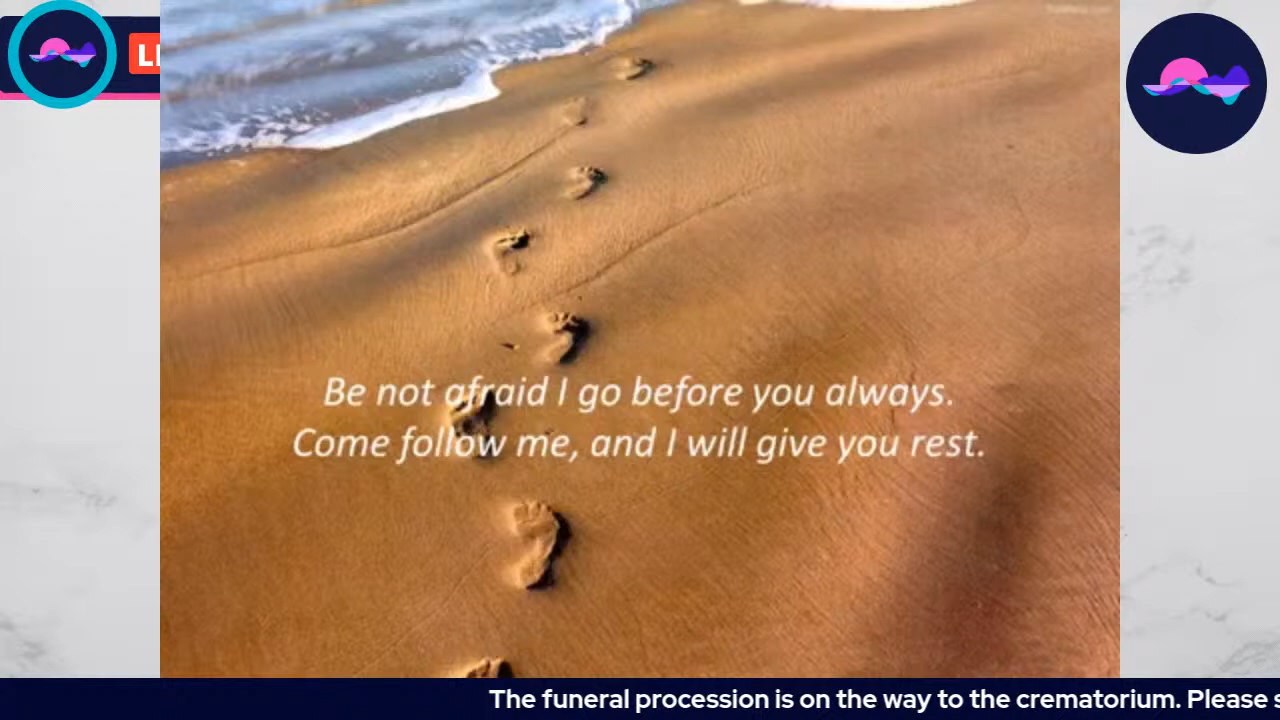 Be not afraid I go before you always.
Come follow me, and I will give you rest.
The funeral procession is on the way to the crematorium. Please